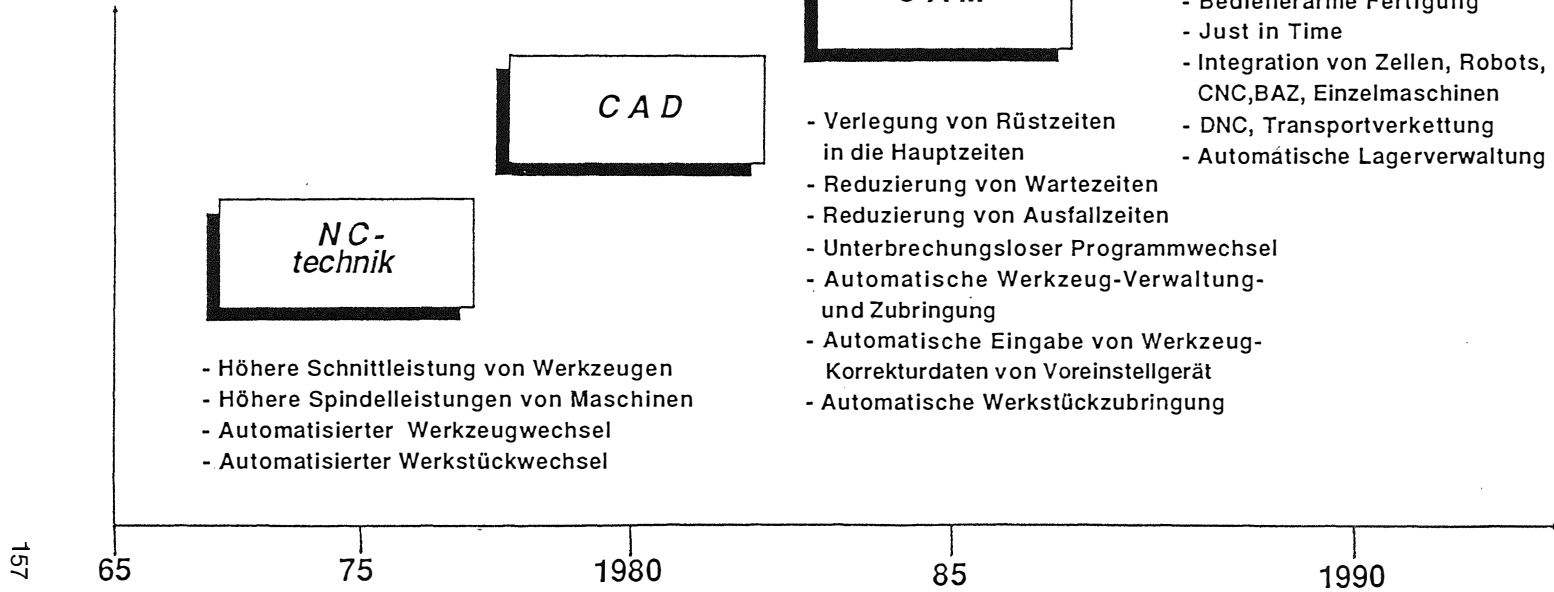 - Just in Time
- Integration von Zellen, Robots,
CNC,BAZ, Einzelmaschinen
- DNC, Transportverkettung
- Automatische Lagerverwaltung
CAD
- Verlegung von Rüstzeiten
in die Hauptzeiten
- Reduzierung von Wartezeiten
- Reduzierung von Ausfallzeiten
- Unterbrechungsloser Programmwechsel
- Automatische Werkzeug-Verwaltung-
und Zubringung
- Automatische Eingabe von Werkzeug-
Korrekturdaten von Voreinstellgerät
- Automatische Werkstückzubringung
NC-
technik
- Höhere Schnittleistung von Werkzeugen
- Höhere Spindelleistungen von Maschinen
- Automatisierter Werkzeugwechsel
- Automatisierter Werkstückwechsel
65 75 1980 85 1990
157